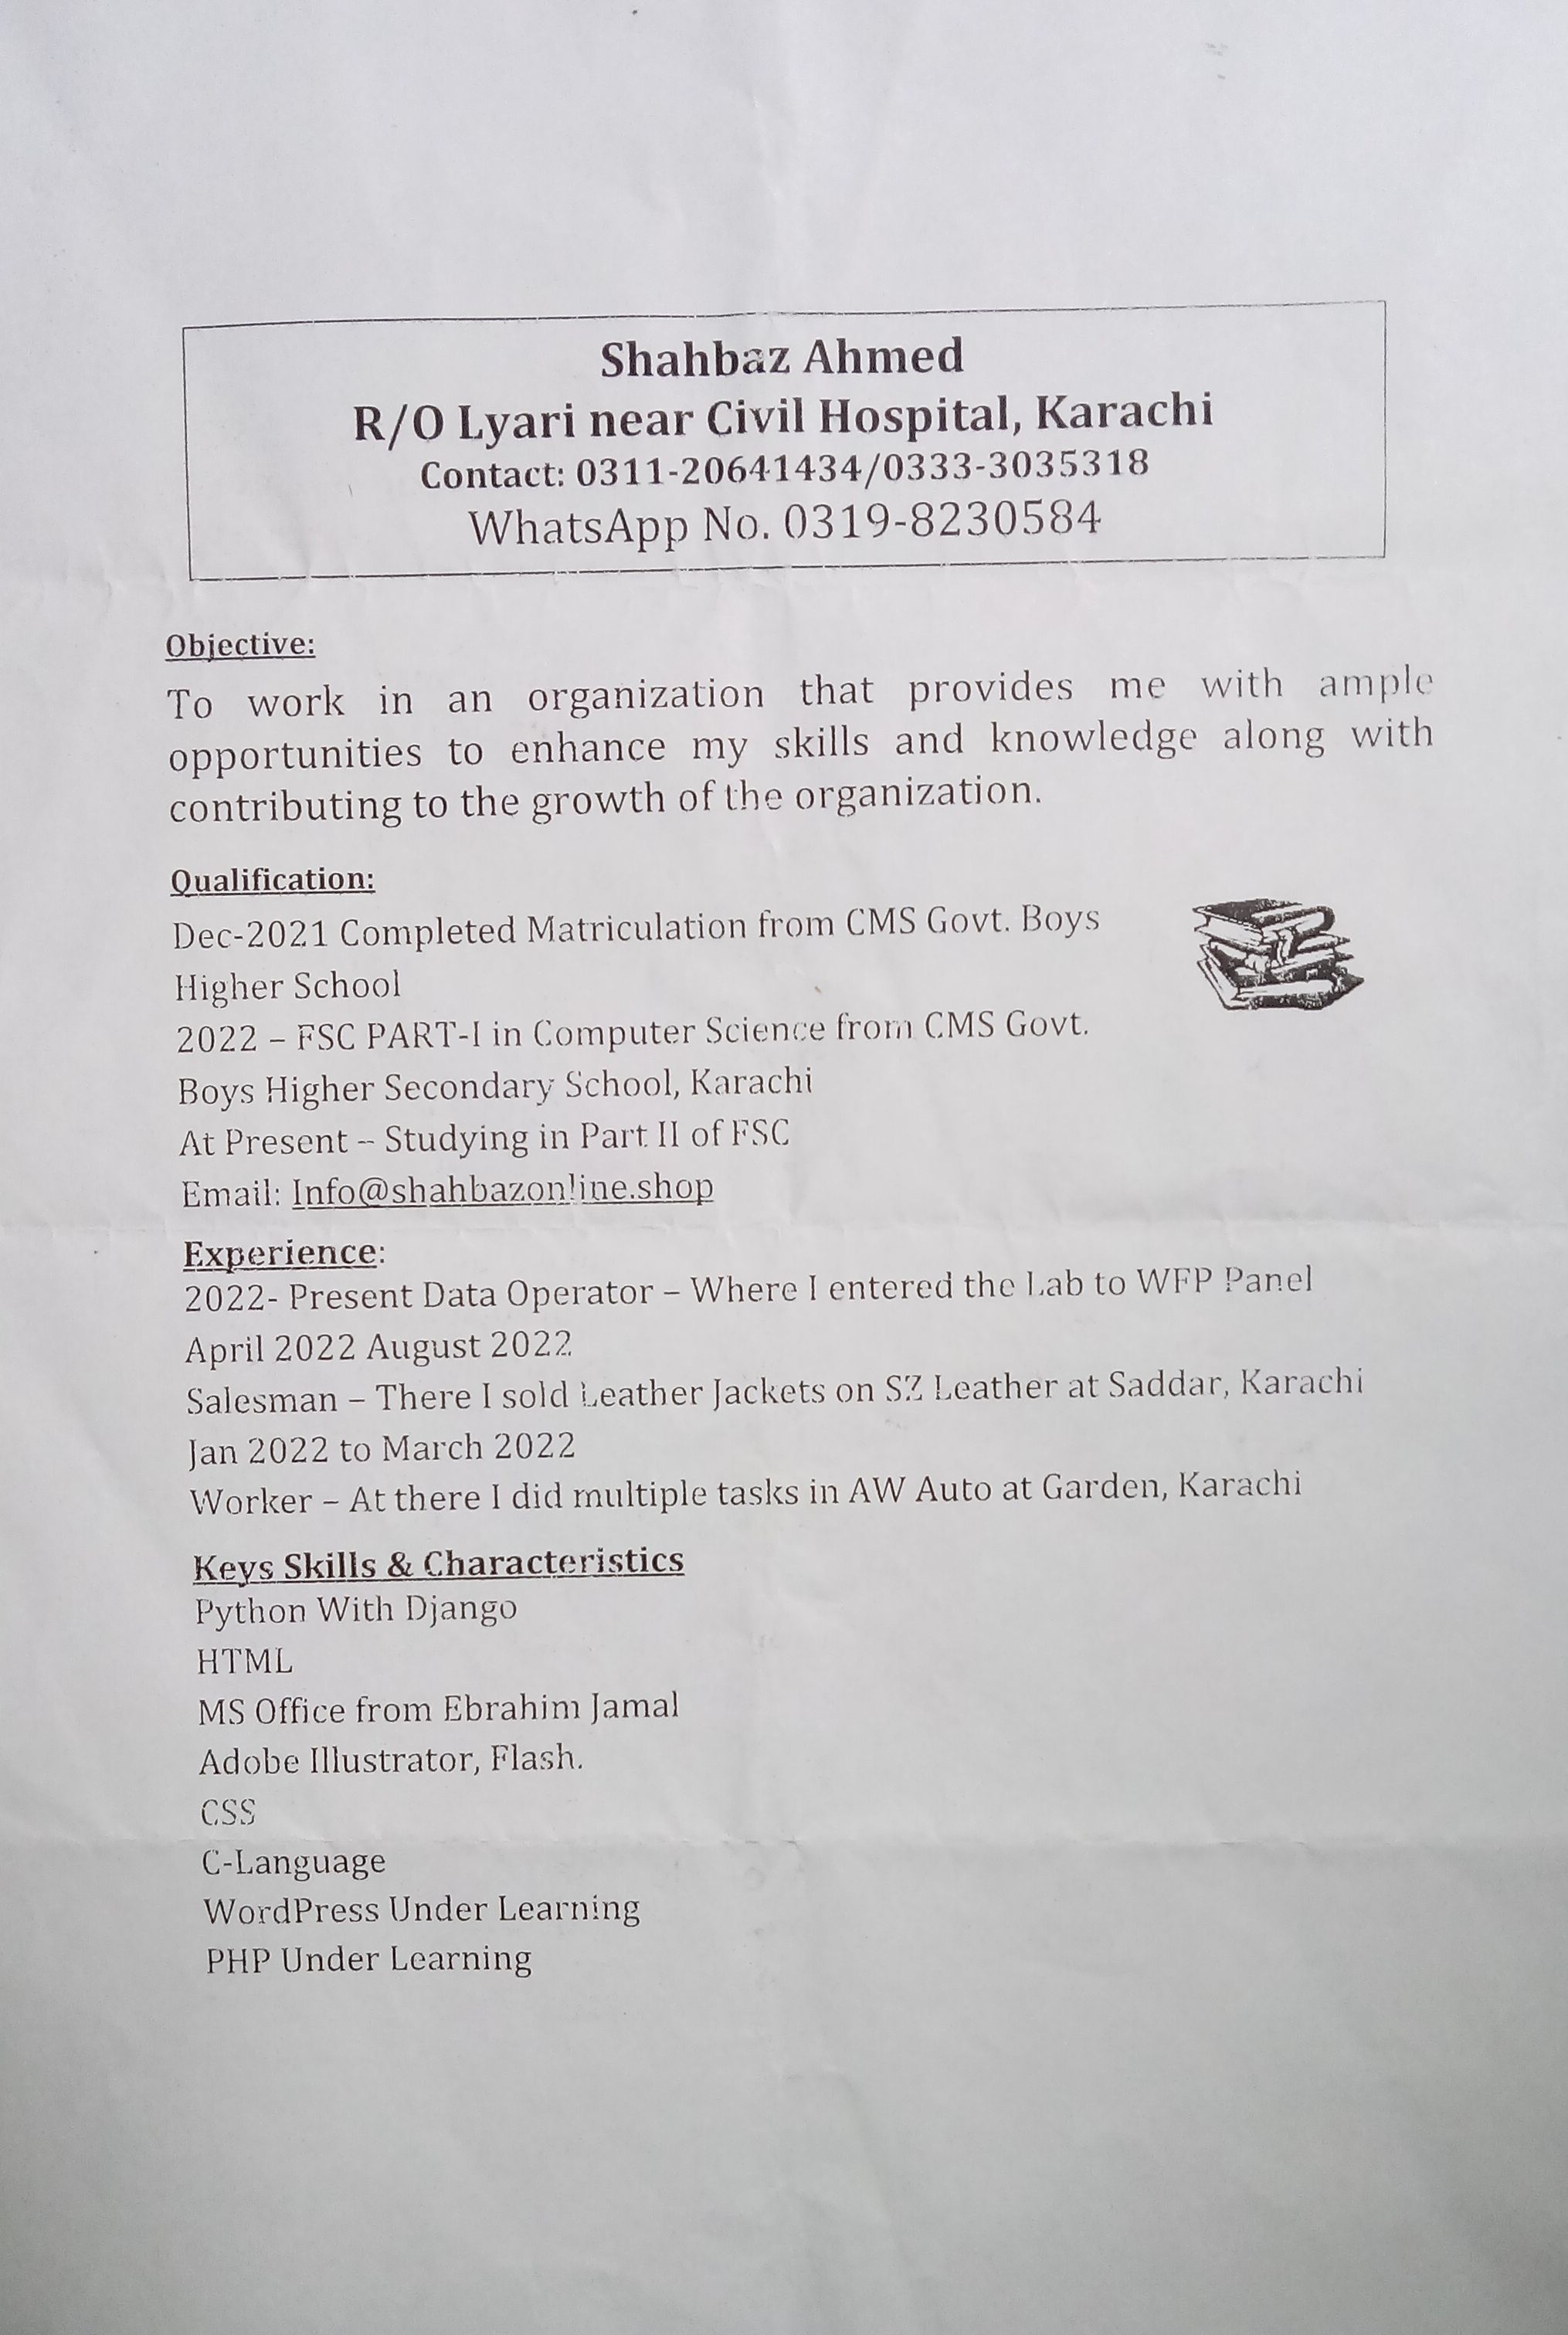 Shahbaz Ahmed
R/O Lyari near Civil Hospital, Karachi
Contact: 0311-20641434/0333-3035318
WhatsApp No. 0319-8230584
Objective:
To work in an organization that provides me with ample
opportunities to enhance my skills and knowledge along with
contributing to the growth of the organization.
Qualification:
Dec-2021 Completed Matriculation from CMS Govt. Boys
Higher School
2022 – FSC PART-I in Computer Science from CMS Govt.
Boys Higher Secondary School, Karachi
At Present – Studying in Part II of FSC
Email: Info@shahbazonline.shop
Experience:
2022- Present Data Operator – Where I entered the Lab to WFP Panel
April 2022 August 2022
Salesman – There I sold Leather Jackets on SZ Leather at Saddar, Karachi
Jan 2022 to March 2022
Worker – At there I did multiple tasks in AW Auto at Garden, Karachi
Keys Skills & Characteristics
Python With Django
HTML
MS Office from Ebrahim Jamal
Adobe Illustrator, Flash.
CSS
C-Language
WordPress Under Learning
PHP Under Learning